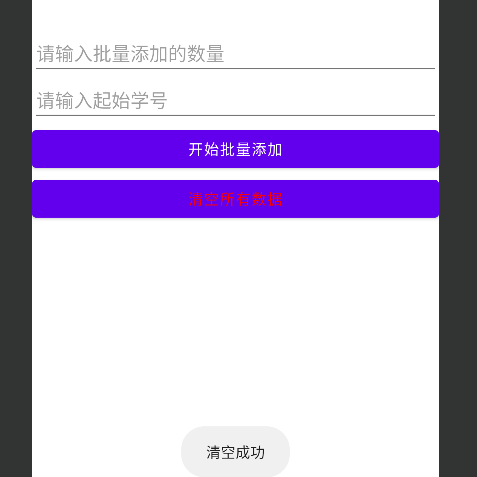 请输入批量添加的数量
请输入起始学号
开始批量添加
清空所有数据
清空成功